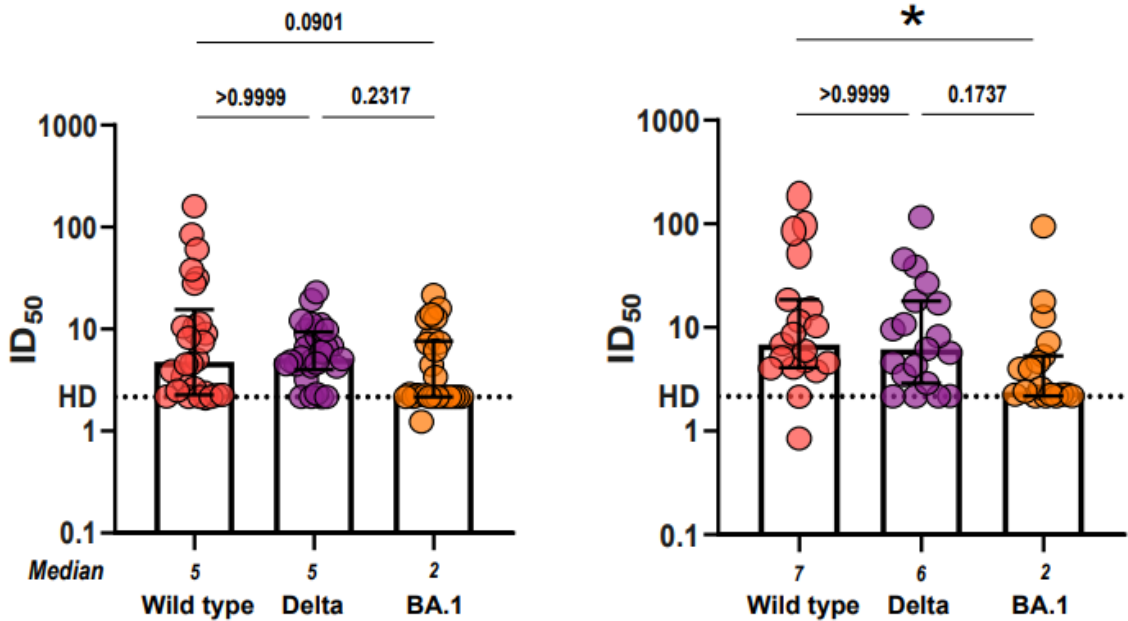 0.0901
>0.9999 0.2317
1000
100
10
HD
1
0.1
ID50
Median 5 5 2
Wild type Delta BA.1
*
>0.9999 0.1737
1000
100
10
HD
1
0.1
ID50
7 6 2
Wild type Delta BA.1